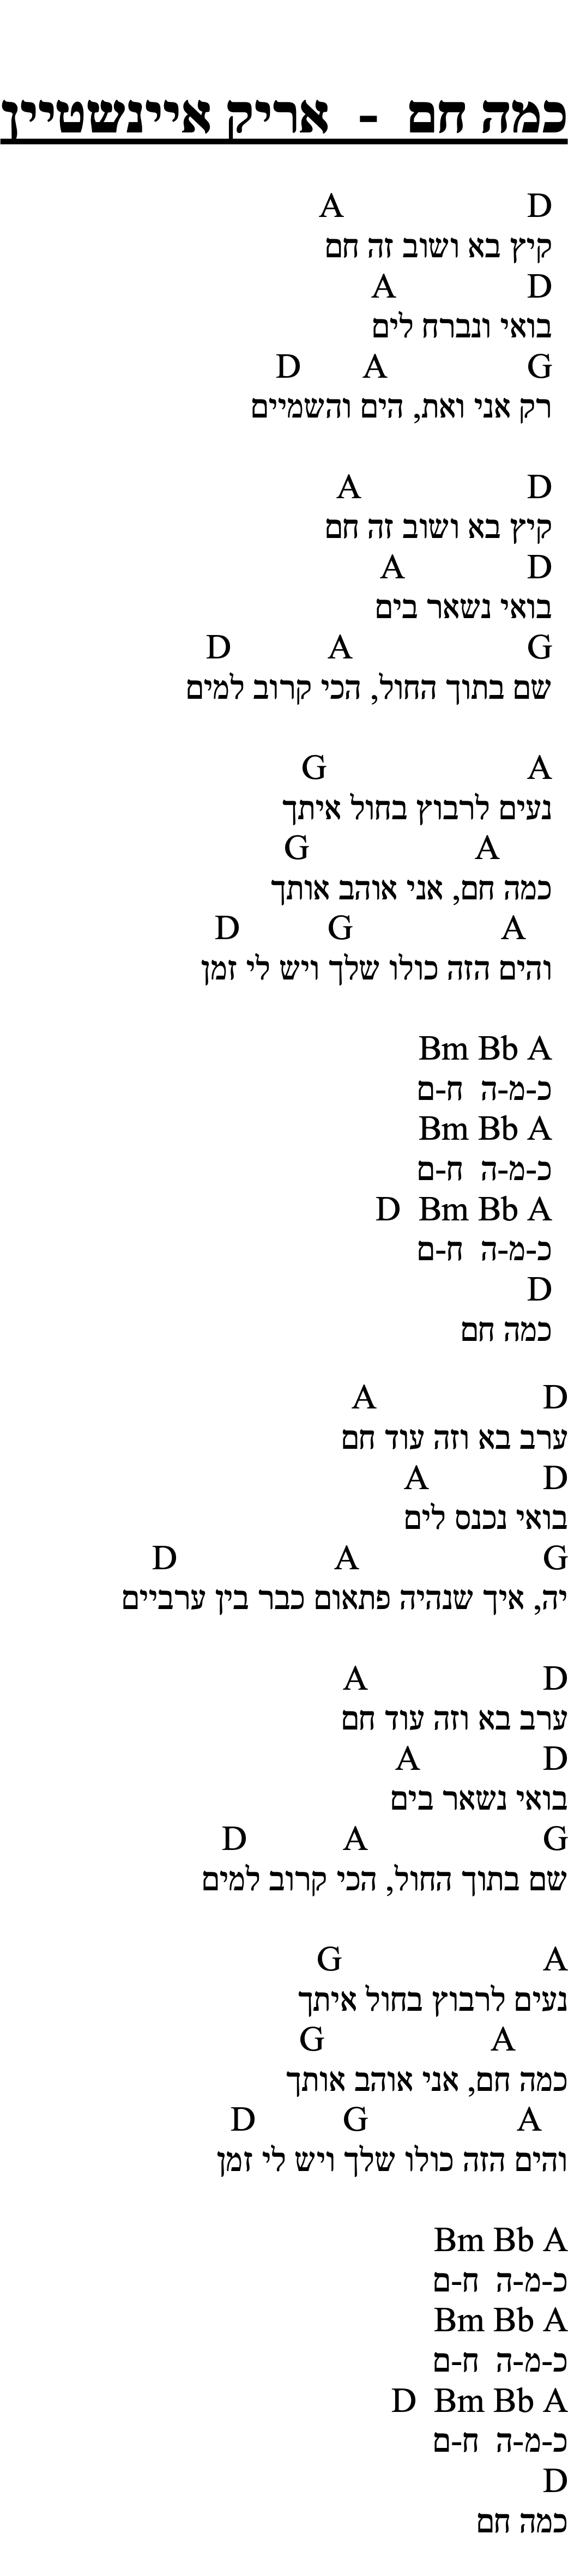 כמה חם - אריק איינשטיין
D A
קיץ בא ושוב זה חם
D A
בואי ונברח לים
G A D
רק אני ואת, הים והשמיים
D A
קיץ בא ושוב זה חם
D A
בואי נשאר בים
G A D
שם בתוך החול, הכי קרוב למים
A G
נעים לרבוץ בחול איתך
A G
כמה חם, אני אוהב אותך
A G D
והים הזה כולו שלך ויש לי זמן
Bm Bb A
כ-מ-ה ח-ם
Bm Bb A
כ-מ-ה ח-ם
D Bm Bb A
כ-מ-ה ח-ם
D
כמה חם
D A
ערב בא וזה עוד חם
D A
בואי נכנס לים
G A D
יה, איך שנהיה פתאום כבר בין ערביים
D A
ערב בא וזה עוד חם
D A
בואי נשאר בים
G A D
שם בתוך החול, הכי קרוב למים
A G
נעים לרבוץ בחול איתך
A G
כמה חם, אני אוהב אותך
A G D
והים הזה כולו שלך ויש לי זמן
Bm Bb A
כ-מ-ה ח-ם
Bm Bb A
כ-מ-ה ח-ם
D Bm Bb A
כ-מ-ה ח-ם
D
כמה חם